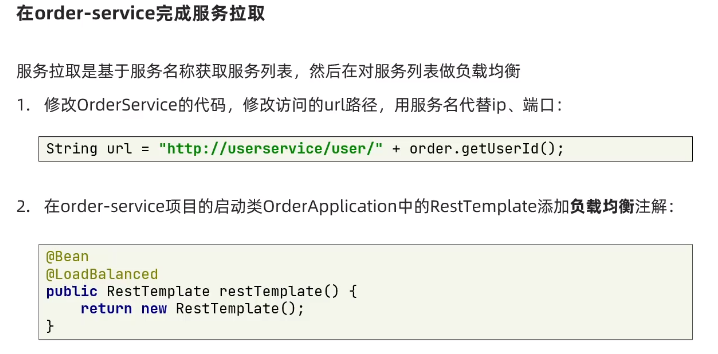 在order-service完成服务拉取
服务拉取是基于服务名称获取服务列表，然后在对服务列表做负载均衡
1. 修改OrderService的代码，修改访问的url路径，用服务名代替ip、端口：
String url = "http://userservice/user/" + order.getUserId();
2. 在order-service项目的启动类OrderApplication中的RestTemplate添加负载均衡注解：
@Bean
@LoadBalanced
public RestTemplate restTemplate() {
    return new RestTemplate();
}